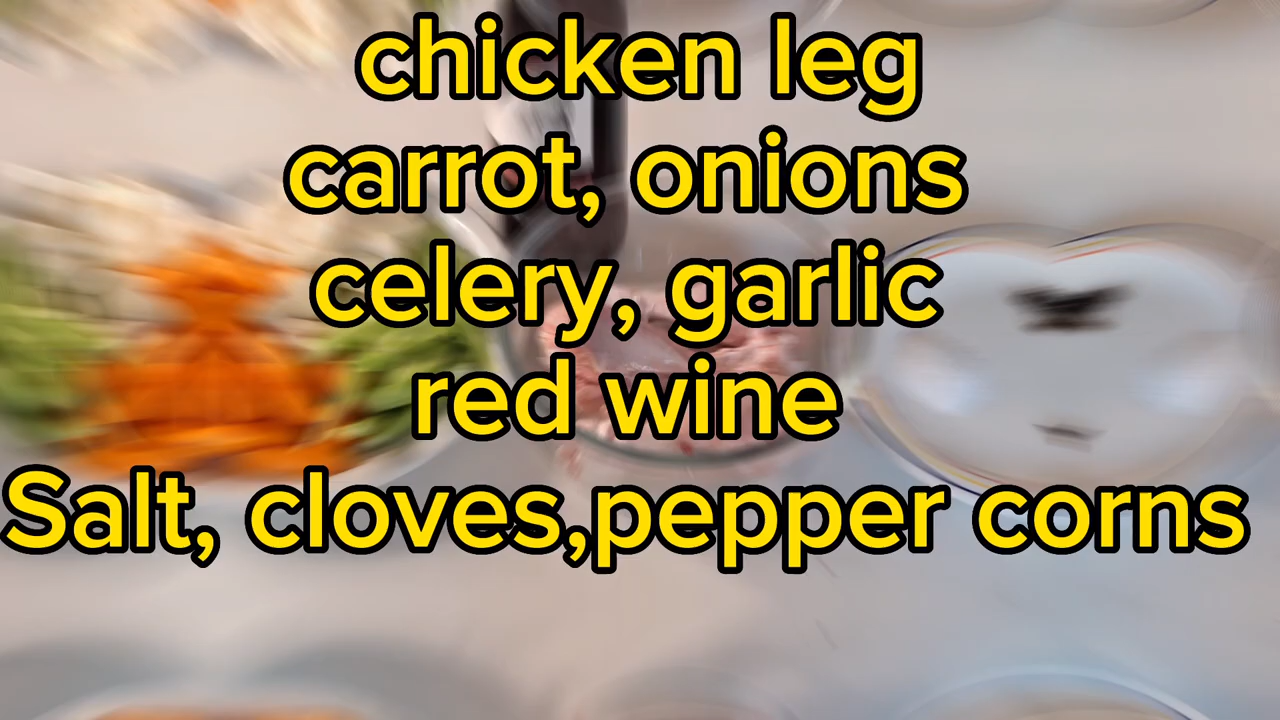 chicken leg
carrot, onions
celery, garlic
red wine
Salt, cloves,pepper corns